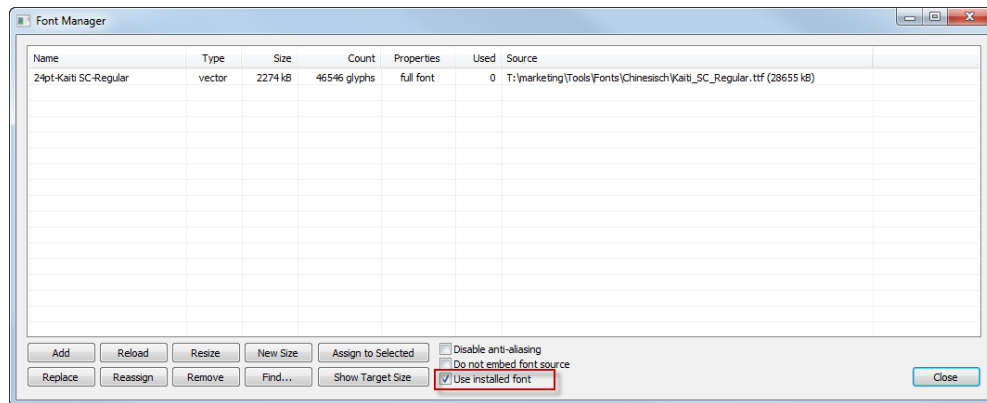 Font Manager
Name Type Size Count Properties Used Source
24pt-Kaiti SC-Regular vector 2274 kB 46546 glyphs full font 0 T:\marketing\Tools\Fonts\Chinesisch\Kaiti_SC_Regular.ttf (28655 kB)
Add Reload Resize New Size Assign to Selected Disable anti-aliasing
Do not embed font source
Replace Reassign Remove Find... Show Target Size Use installed font Close